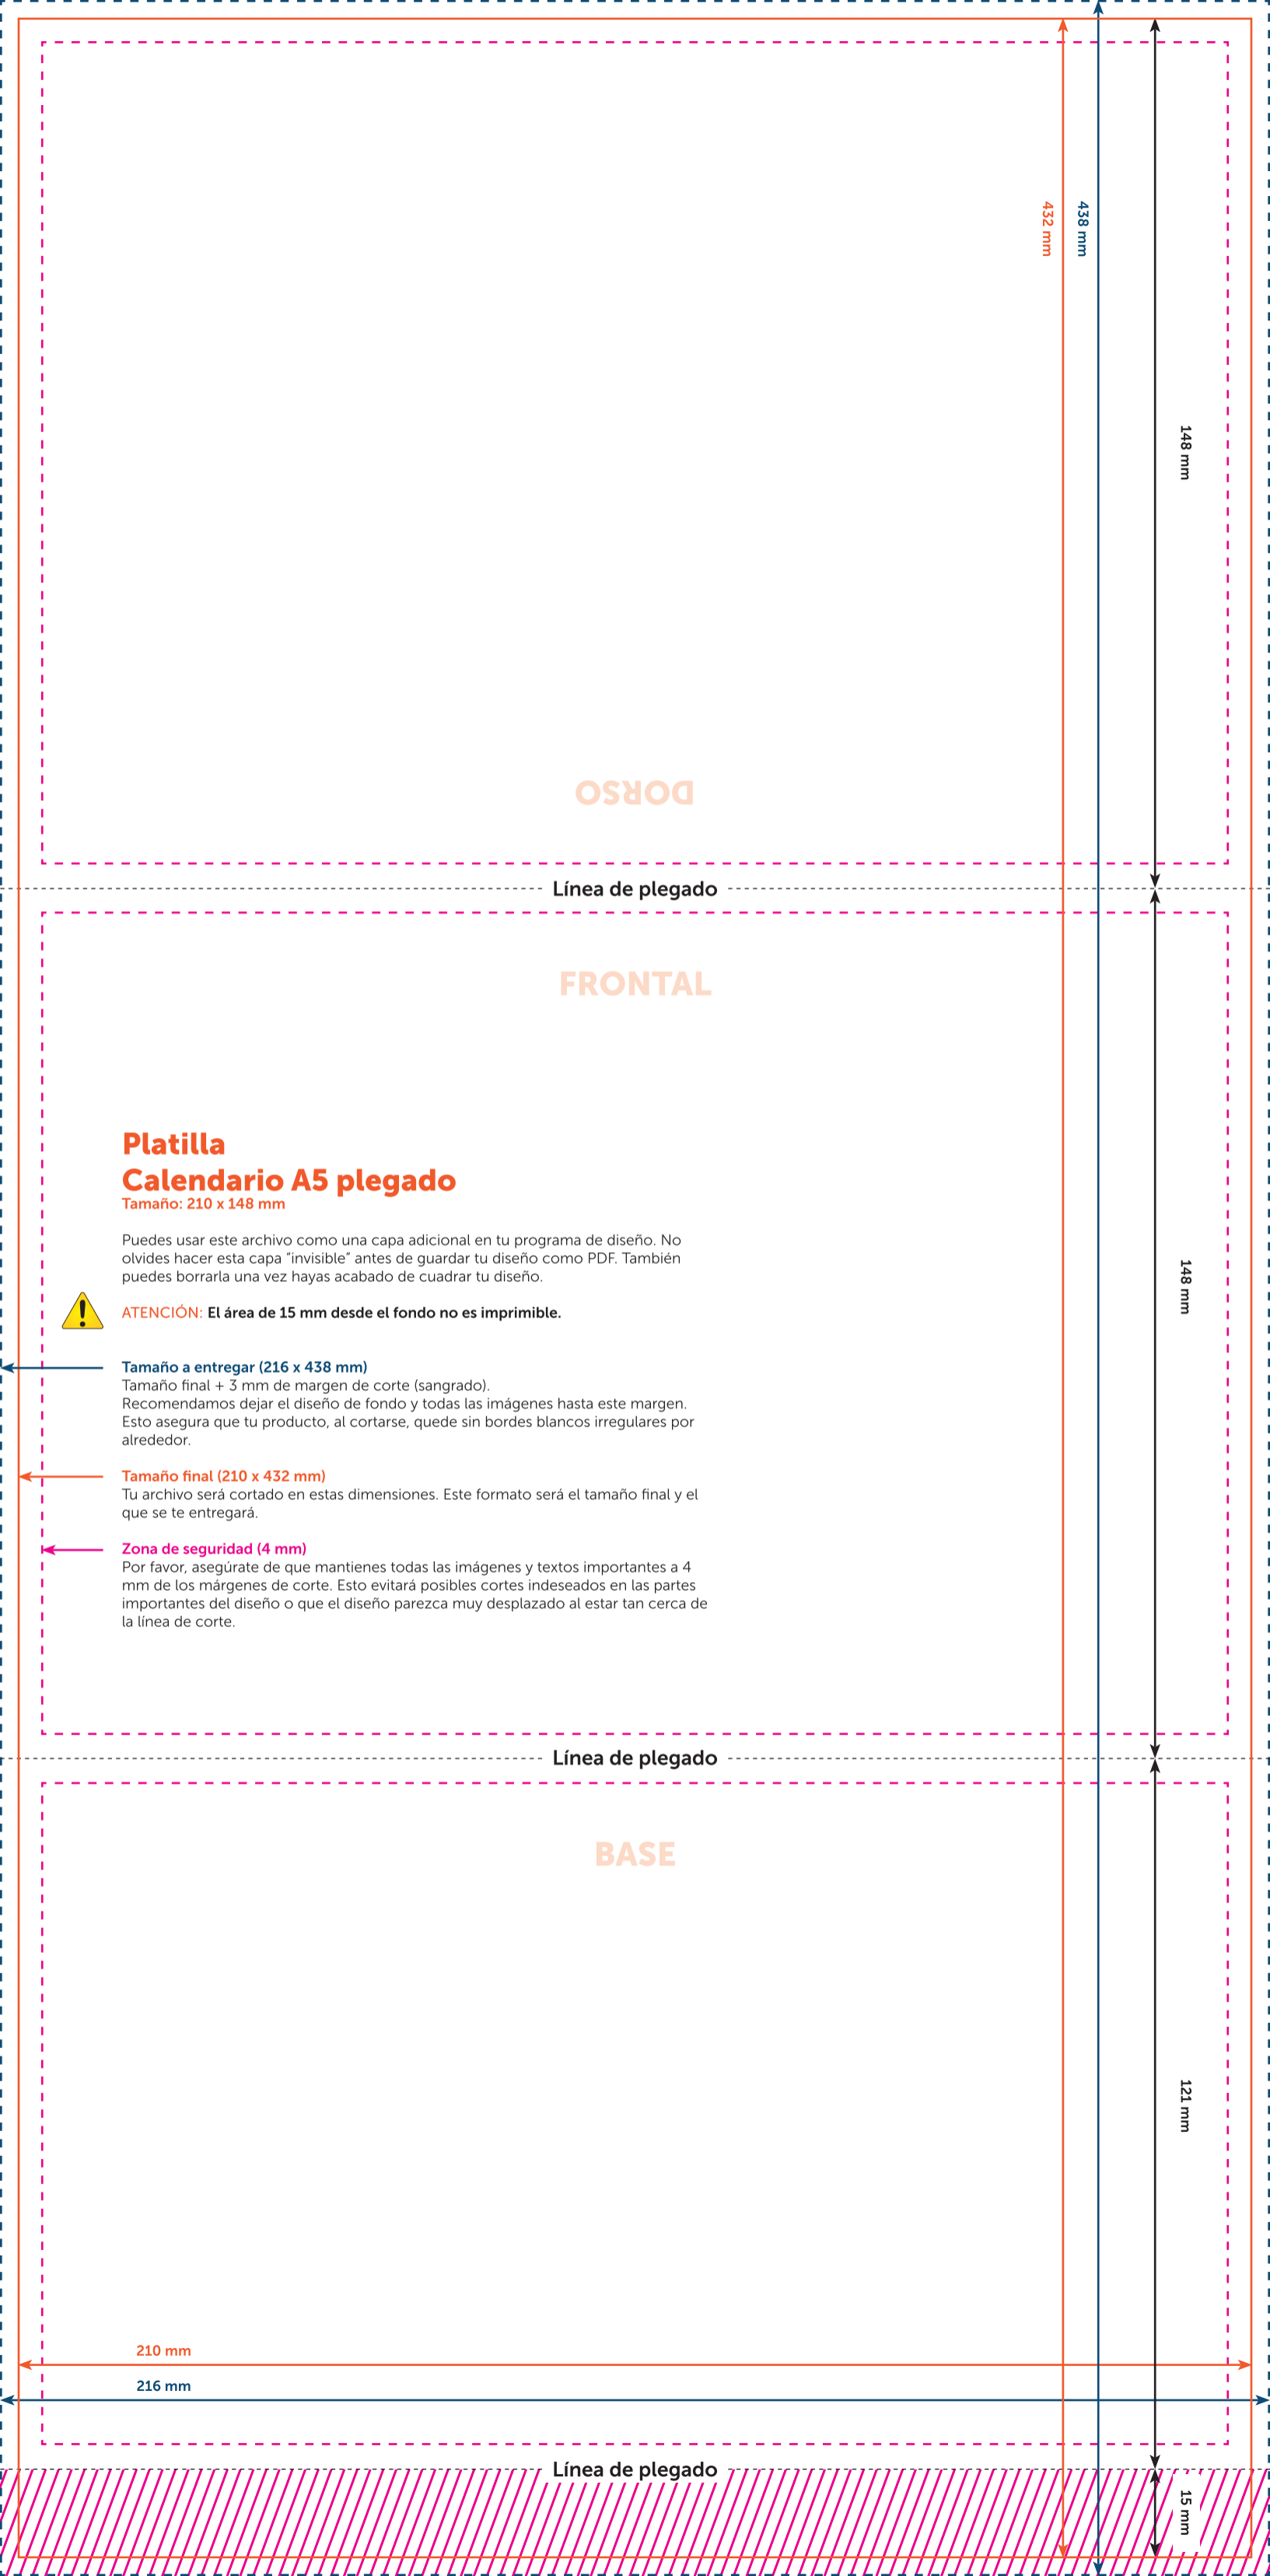 432 mm
438 mm
148 mm
DORSO
Línea de plegado
FRONTAL
Platilla
Calendario A5 plegado
Tamaño: 210 x 148 mm
Puedes usar este archivo como una capa adicional en tu programa de diseño. No
olvides hacer esta capa "invisible" antes de guardar tu diseño como PDF. También
puedes borrarla una vez hayas acabado de cuadrar tu diseño.
148 mm
ATENCIÓN: El área de 15 mm desde el fondo no es imprimible.
Tamaño a entregar (216 x 438 mm)
Tamaño final + 3 mm de margen de corte (sangrado).
Recomendamos dejar el diseño de fondo y todas las imágenes hasta este margen.
Esto asegura que tu producto, al cortarse, quede sin bordes blancos irregulares por
alrededor.
Tamaño final (210 x 432 mm)
Tu archivo será cortado en estas dimensiones. Este formato será el tamaño final y el
que se te entregará.
Zona de seguridad (4 mm)
Por favor, asegúrate de que mantienes todas las imágenes y textos importantes a 4
mm de los márgenes de corte. Esto evitará posibles cortes indeseados en las partes
importantes del diseño o que el diseño parezca muy desplazado al estar tan cerca de
la línea de corte.
Línea de plegado
BASE
121 mm
210 mm
216 mm
Línea de plegado
15 mm